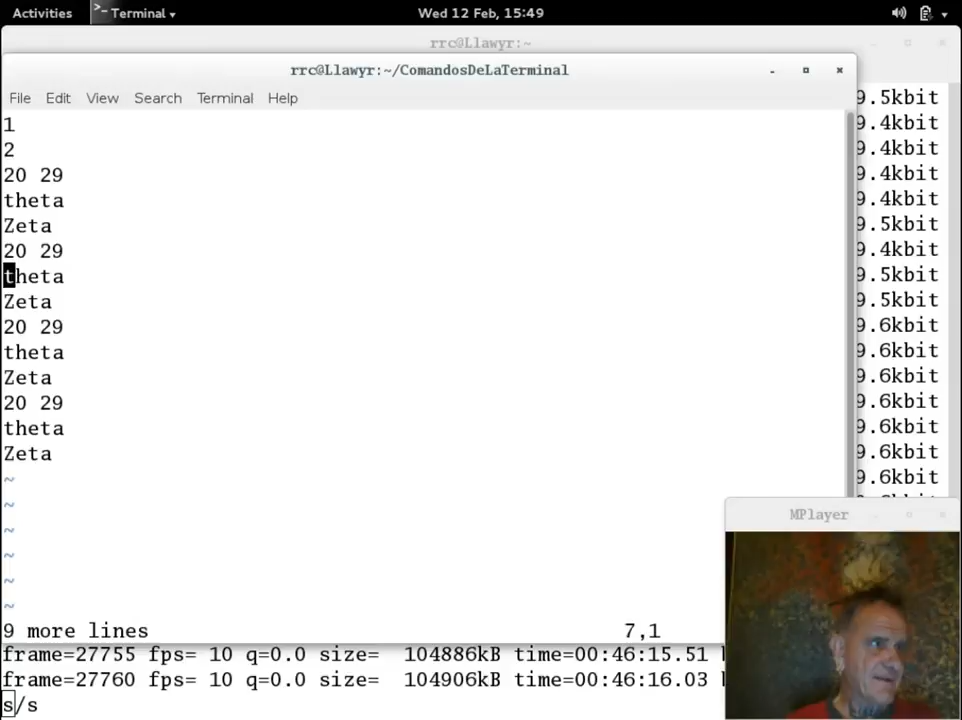 Activities Terminal Wed 12 Feb, 15:49
rrc@Llawyr:~
rrc@Llawyr:~/ComandosDeLaTerminal
File Edit View Search Terminal Help
1
2
20 29
theta
Zeta
20 29
theta
Zeta
20 29
theta
Zeta
20 29
theta
Zeta
~
~
~
~
~
~
9 more lines 7,1
9.5kbit
9.4kbit
9.4kbit
9.4kbit
9.4kbit
9.5kbit
9.4kbit
9.5kbit
9.5kbit
9.6kbit
9.6kbit
9.6kbit
9.6kbit
9.6kbit
9.6kbit
9.6kbit
MPlayer
frame=27755 fps= 10 q=0.0 size= 104886kB time=00:46:15.51
frame=27760 fps= 10 q=0.0 size= 104906kB time=00:46:16.03
s/s